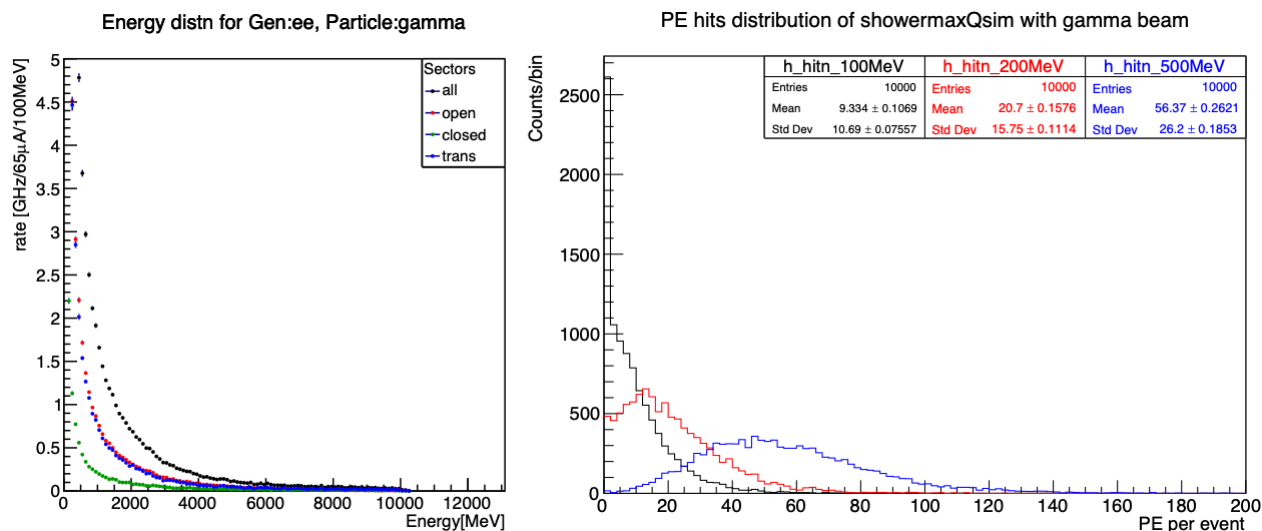 Energy distn for Gen:ee, Particle:gamma
rate [GHz/65μA/100MeV]
5
4.5
4
3.5
3
2.5
2
1.5
1
0.5
0
0 2000 4000 6000 8000 10000 12000
Energy[MeV]
Sectors
all
open
closed
trans
PE hits distribution of showermaxQsim with gamma beam
Counts/bin
2500
2000
1500
1000
500
0
0 20 40 60 80 100 120 140 160 180 200
PE per event
h_hitn_100MeV
Entries 10000
Mean 9.334 ± 0.1069
Std Dev 10.69 ± 0.07557
h_hitn_200MeV
Entries 10000
Mean 20.7 ± 0.1576
Std Dev 15.75 ± 0.1114
h_hitn_500MeV
Entries 10000
Mean 56.37 ± 0.2621
Std Dev 26.2 ± 0.1853